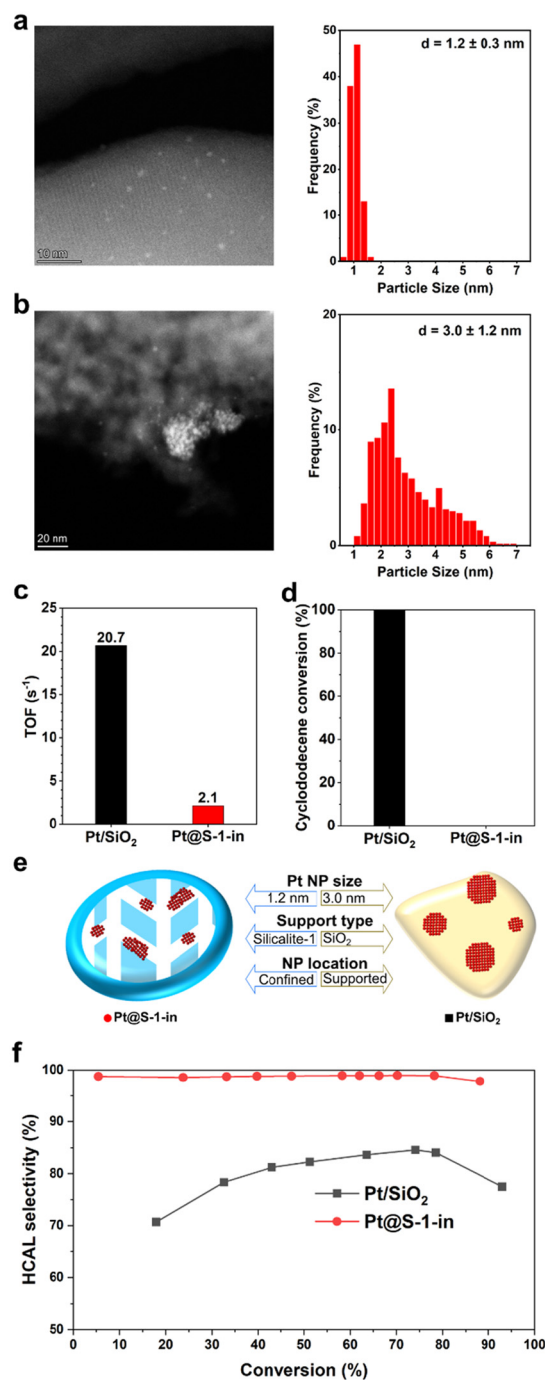 a
d = 1.2 ± 0.3 nm
50
40
30
20
10
0
Frequency (%)
1 2 3 4 5 6 7
Particle Size (nm)
10 nm
b
d = 3.0 ± 1.2 nm
20
10
0
Frequency (%)
1 2 3 4 5 6 7
Particle Size (nm)
20 nm
c
25
20
15
10
5
0
TOF (s⁻¹)
20.7
2.1
Pt/SiO₂ Pt@S-1-in
d
100
80
60
40
20
0
Cyclododecene conversion (%)
Pt/SiO₂ Pt@S-1-in
e
Pt NP size
1.2 nm 3.0 nm
Support type
Silicalite-1 SiO₂
NP location
Confined Supported
Pt@S-1-in
Pt/SiO₂
f
100
90
80
70
60
HCAL selectivity (%)
Pt/SiO₂
Pt@S-1-in
0 10 20 30 40 50 60 70 80 90 100
Conversion (%)